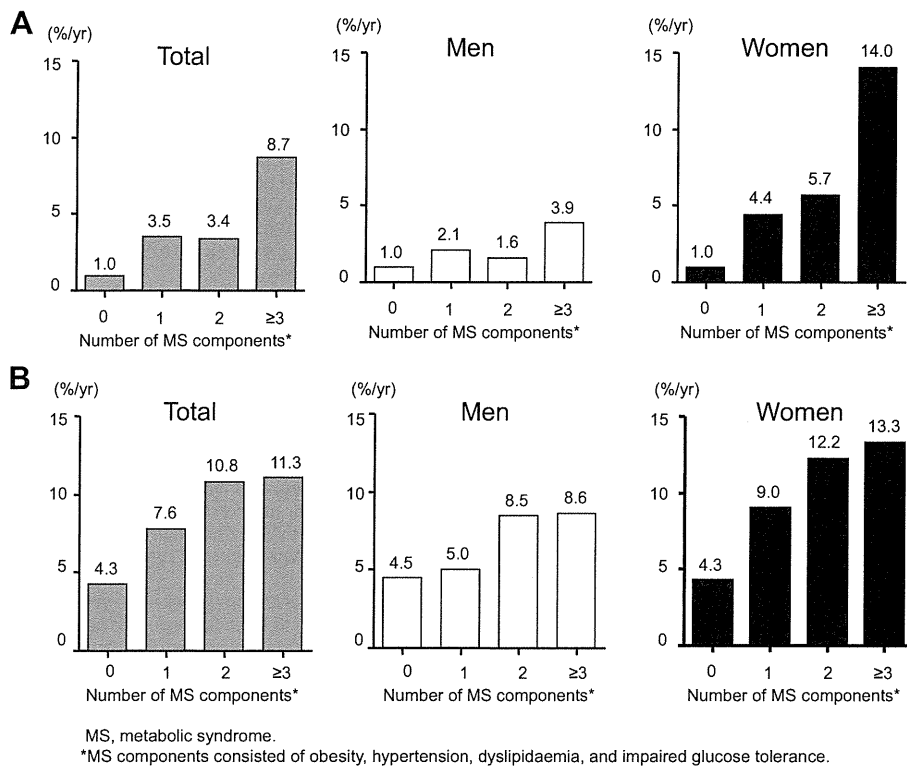 A
(%/yr)
Total
15
10
5
0
1.0
3.5
3.4
8.7
0 1 2 ≥3
Number of MS components*
(%/yr)
Men
15
10
5
0
1.0
2.1
1.6
3.9
0 1 2 ≥3
Number of MS components*
(%/yr)
Women
15
10
5
0
1.0
4.4
5.7
14.0
0 1 2 ≥3
Number of MS components*
B
(%/yr)
Total
15
10
5
0
4.3
7.6
10.8
11.3
0 1 2 ≥3
Number of MS components*
(%/yr)
Men
15
10
5
0
4.5
5.0
8.5
8.6
0 1 2 ≥3
Number of MS components*
(%/yr)
Women
15
10
5
0
4.3
9.0
12.2
13.3
0 1 2 ≥3
Number of MS components*
MS, metabolic syndrome.
*MS components consisted of obesity, hypertension, dyslipidaemia, and impaired glucose tolerance.